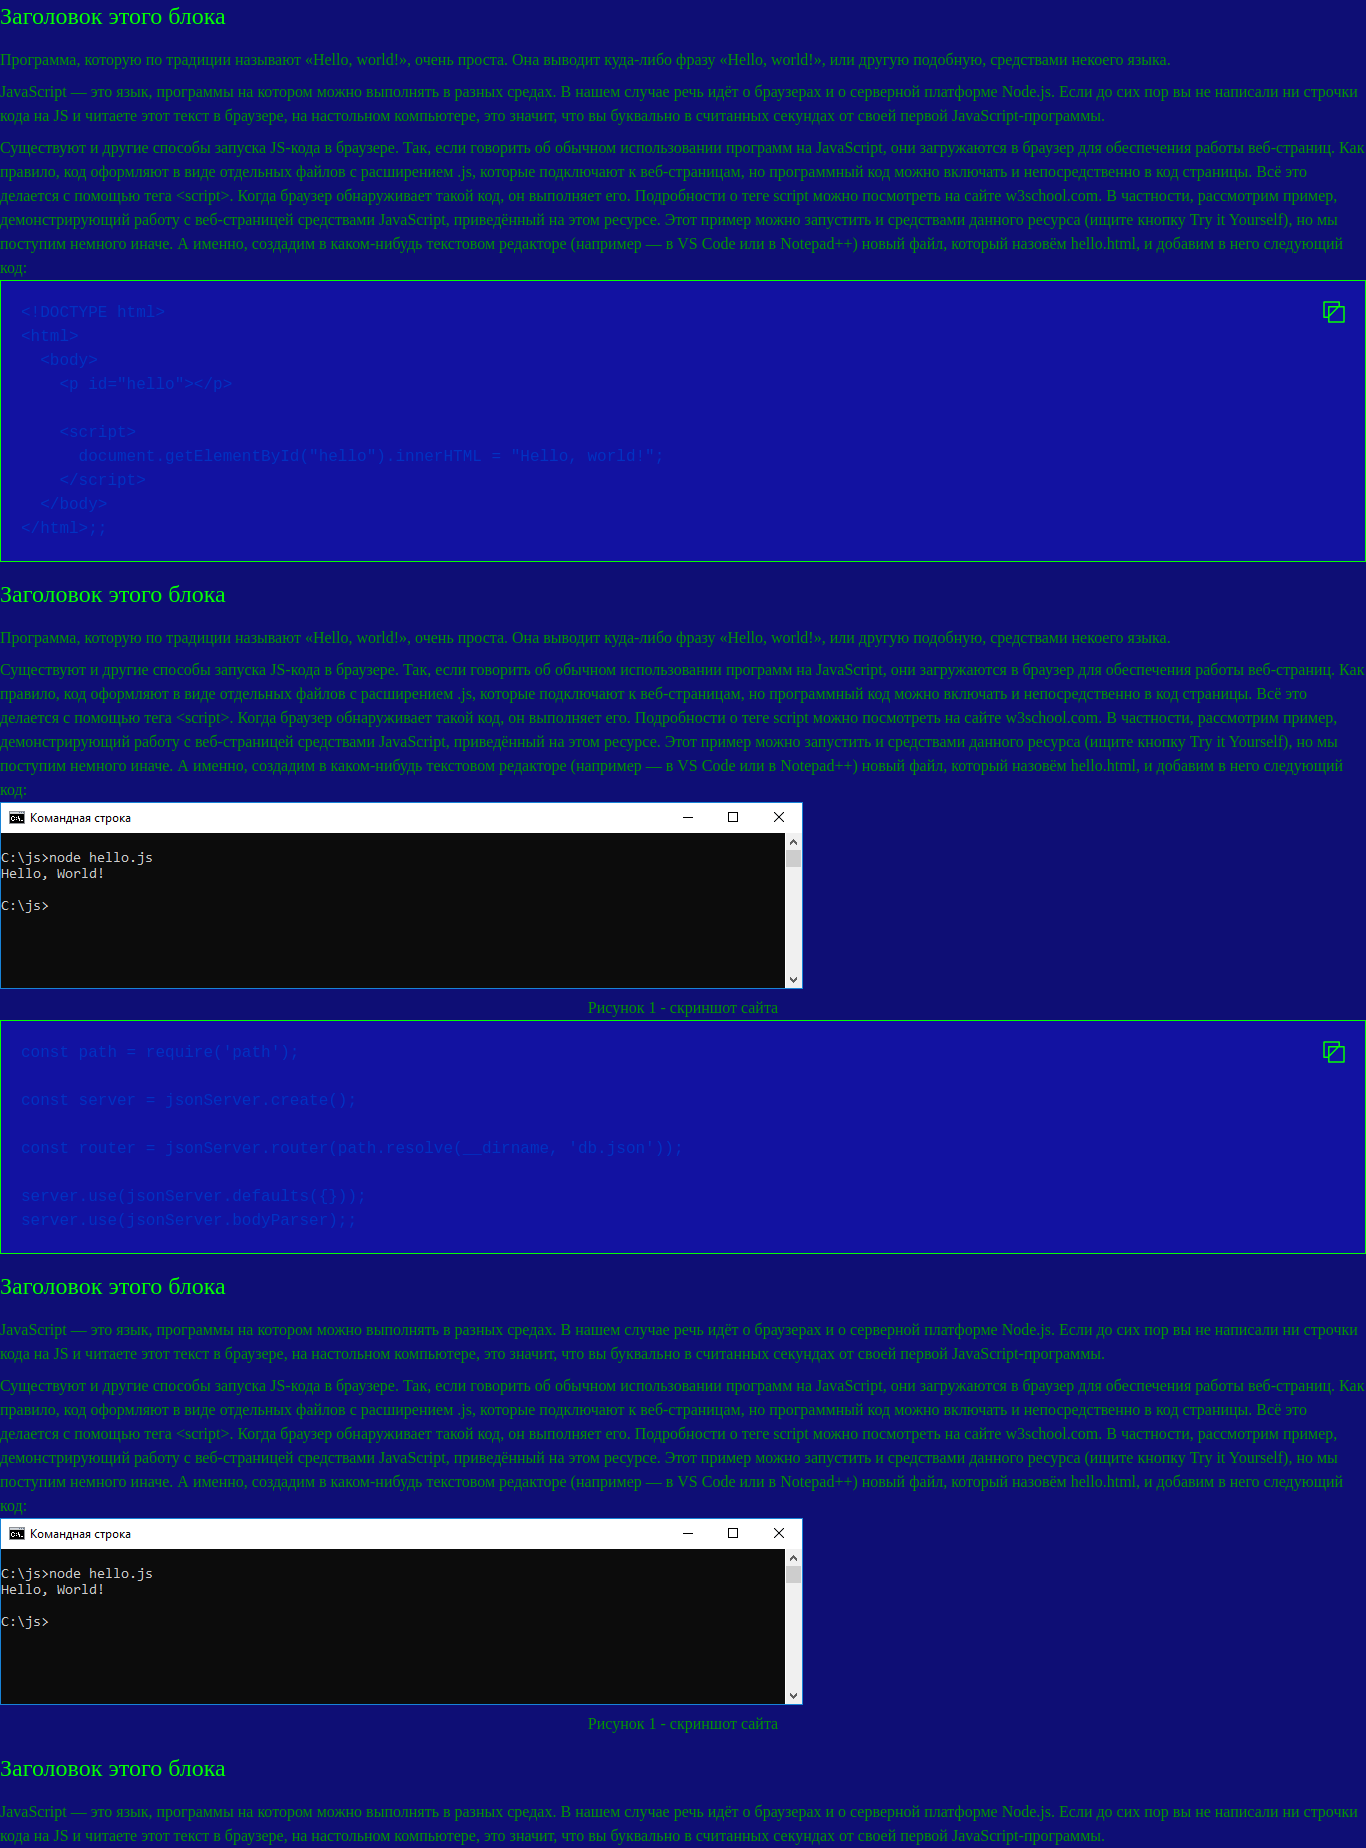 Заголовок этого блока
Программа, которую по традиции называют «Hello, world!», очень проста. Она выводит куда-либо фразу «Hello, world!», или другую подобную, средствами некоего языка.
JavaScript — это язык, программы на котором можно выполнять в разных средах. В нашем случае речь идёт о браузерах и о серверной платформе Node.js. Если до сих пор вы не написали ни строчки
кода на JS и читаете этот текст в браузере, на настольном компьютере, это значит, что вы буквально в считанных секундах от своей первой JavaScript-программы.
Существуют и другие способы запуска JS-кода в браузере. Так, если говорить об обычном использовании программ на JavaScript, они загружаются в браузер для обеспечения работы веб-страниц. Как
правило, код оформляют в виде отдельных файлов с расширением .js, которые подключают к веб-страницам, но программный код можно включать и непосредственно в код страницы. Всё это
делается с помощью тега <script>. Когда браузер обнаруживает такой код, он выполняет его. Подробности о теге script можно посмотреть на сайте w3school.com. В частности, рассмотрим пример,
демонстрирующий работу с веб-страницей средствами JavaScript, приведённый на этом ресурсе. Этот пример можно запустить и средствами данного ресурса (ищите кнопку Try it Yourself), но мы
поступим немного иначе. А именно, создадим в каком-нибудь текстовом редакторе (например — в VS Code или в Notepad++) новый файл, который назовём hello.html, и добавим в него следующий
код:
<!DOCTYPE html>
<html>
  <body>
    <p id="hello"></p>
    <script>
      document.getElementById("hello").innerHTML = "Hello, world!";
    </script>
  </body>
</html>;;
Заголовок этого блока
Программа, которую по традиции называют «Hello, world!», очень проста. Она выводит куда-либо фразу «Hello, world!», или другую подобную, средствами некоего языка.
Существуют и другие способы запуска JS-кода в браузере. Так, если говорить об обычном использовании программ на JavaScript, они загружаются в браузер для обеспечения работы веб-страниц. Как
правило, код оформляют в виде отдельных файлов с расширением .js, которые подключают к веб-страницам, но программный код можно включать и непосредственно в код страницы. Всё это
делается с помощью тега <script>. Когда браузер обнаруживает такой код, он выполняет его. Подробности о теге script можно посмотреть на сайте w3school.com. В частности, рассмотрим пример,
демонстрирующий работу с веб-страницей средствами JavaScript, приведённый на этом ресурсе. Этот пример можно запустить и средствами данного ресурса (ищите кнопку Try it Yourself), но мы
поступим немного иначе. А именно, создадим в каком-нибудь текстовом редакторе (например — в VS Code или в Notepad++) новый файл, который назовём hello.html, и добавим в него следующий
код:
Командная строка
C:\js>node hello.js
Hello, World!
C:\js>
Рисунок 1 - скриншот сайта
const path = require('path');
const server = jsonServer.create();
const router = jsonServer.router(path.resolve(__dirname, 'db.json'));
server.use(jsonServer.defaults({}));
server.use(jsonServer.bodyParser);;
Заголовок этого блока
JavaScript — это язык, программы на котором можно выполнять в разных средах. В нашем случае речь идёт о браузерах и о серверной платформе Node.js. Если до сих пор вы не написали ни строчки
кода на JS и читаете этот текст в браузере, на настольном компьютере, это значит, что вы буквально в считанных секундах от своей первой JavaScript-программы.
Существуют и другие способы запуска JS-кода в браузере. Так, если говорить об обычном использовании программ на JavaScript, они загружаются в браузер для обеспечения работы веб-страниц. Как
правило, код оформляют в виде отдельных файлов с расширением .js, которые подключают к веб-страницам, но программный код можно включать и непосредственно в код страницы. Всё это
делается с помощью тега <script>. Когда браузер обнаруживает такой код, он выполняет его. Подробности о теге script можно посмотреть на сайте w3school.com. В частности, рассмотрим пример,
демонстрирующий работу с веб-страницей средствами JavaScript, приведённый на этом ресурсе. Этот пример можно запустить и средствами данного ресурса (ищите кнопку Try it Yourself), но мы
поступим немного иначе. А именно, создадим в каком-нибудь текстовом редакторе (например — в VS Code или в Notepad++) новый файл, который назовём hello.html, и добавим в него следующий
код:
Командная строка
C:\js>node hello.js
Hello, World!
C:\js>
Рисунок 1 - скриншот сайта
Заголовок этого блока
JavaScript — это язык, программы на котором можно выполнять в разных средах. В нашем случае речь идёт о браузерах и о серверной платформе Node.js. Если до сих пор вы не написали ни строчки
кода на JS и читаете этот текст в браузере, на настольном компьютере, это значит, что вы буквально в считанных секундах от своей первой JavaScript-программы.